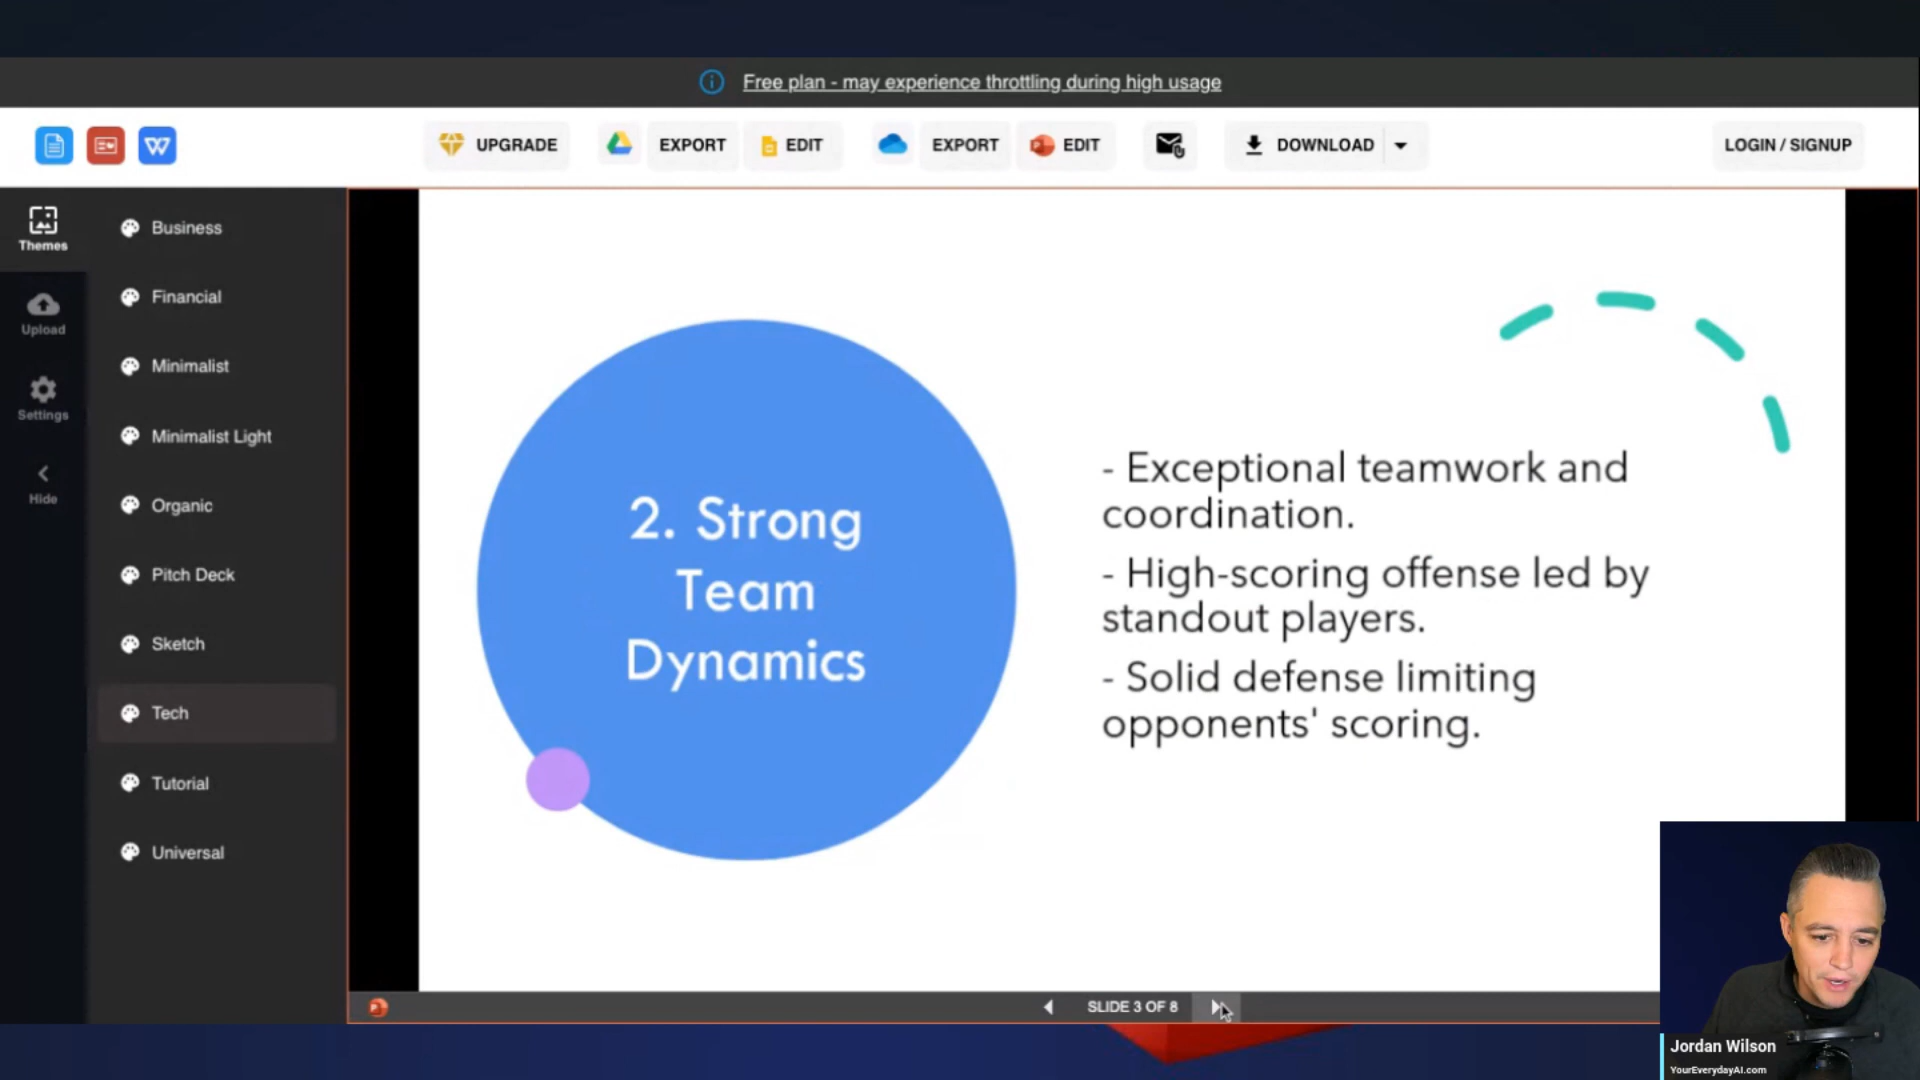 Free plan - may experience throttling during high usage
UPGRADE EXPORT EDIT EXPORT EDIT DOWNLOAD LOGIN / SIGNUP
Themes
Upload
Settings
Hide
Business
Financial
Minimalist
Minimalist Light
Organic
Pitch Deck
Sketch
Tech
Tutorial
Universal
2. Strong
Team
Dynamics
- Exceptional teamwork and
coordination.
- High-scoring offense led by
standout players.
- Solid defense limiting
opponents' scoring.
SLIDE 3 OF 8
Jordan Wilson
YourEverydayAI.com